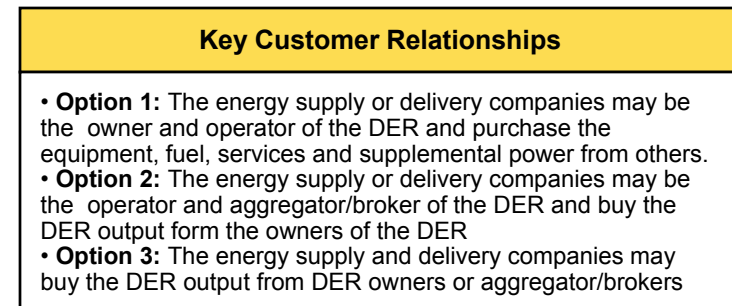 Key Customer Relationships
• Option 1: The energy supply or delivery companies may be
the  owner and operator of the DER and purchase the
equipment, fuel, services and supplemental power from others.
• Option 2: The energy supply or delivery companies may be
the  operator and aggregator/broker of the DER and buy the
DER output form the owners of the DER
• Option 3: The energy supply and delivery companies may
buy the DER output from DER owners or aggregator/brokers